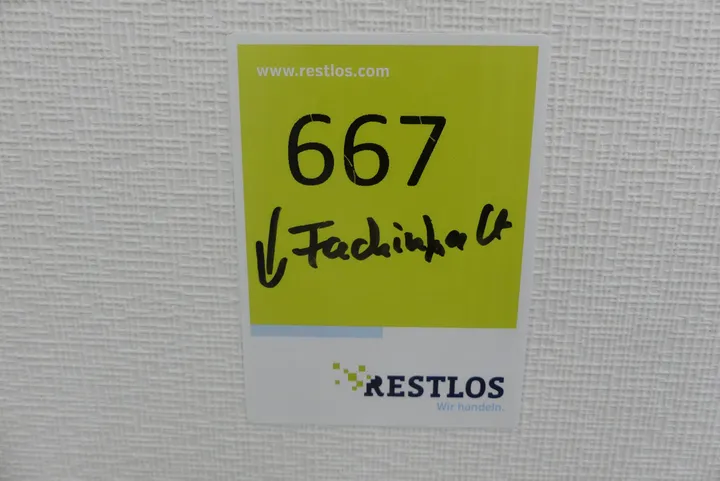 www.restlos.com
667
↓ Fachinhalt
RESTLOS
Wir handeln.